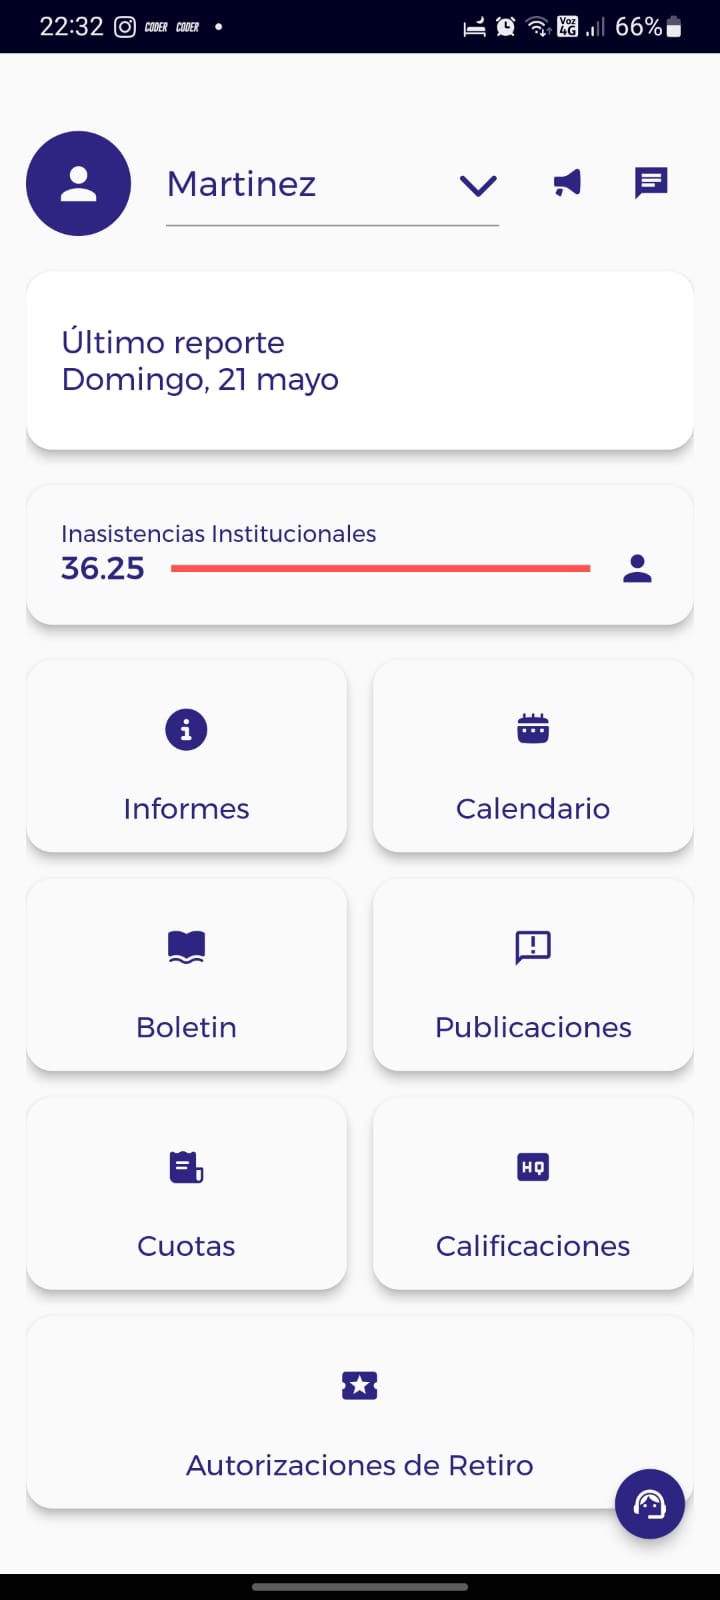 22:32 CODER CODER Voz 4G 66%
Martinez
Último reporte
Domingo, 21 mayo
Inasistencias Institucionales
36.25
Informes
Calendario
Boletin
Publicaciones
Cuotas
HQ
Calificaciones
Autorizaciones de Retiro